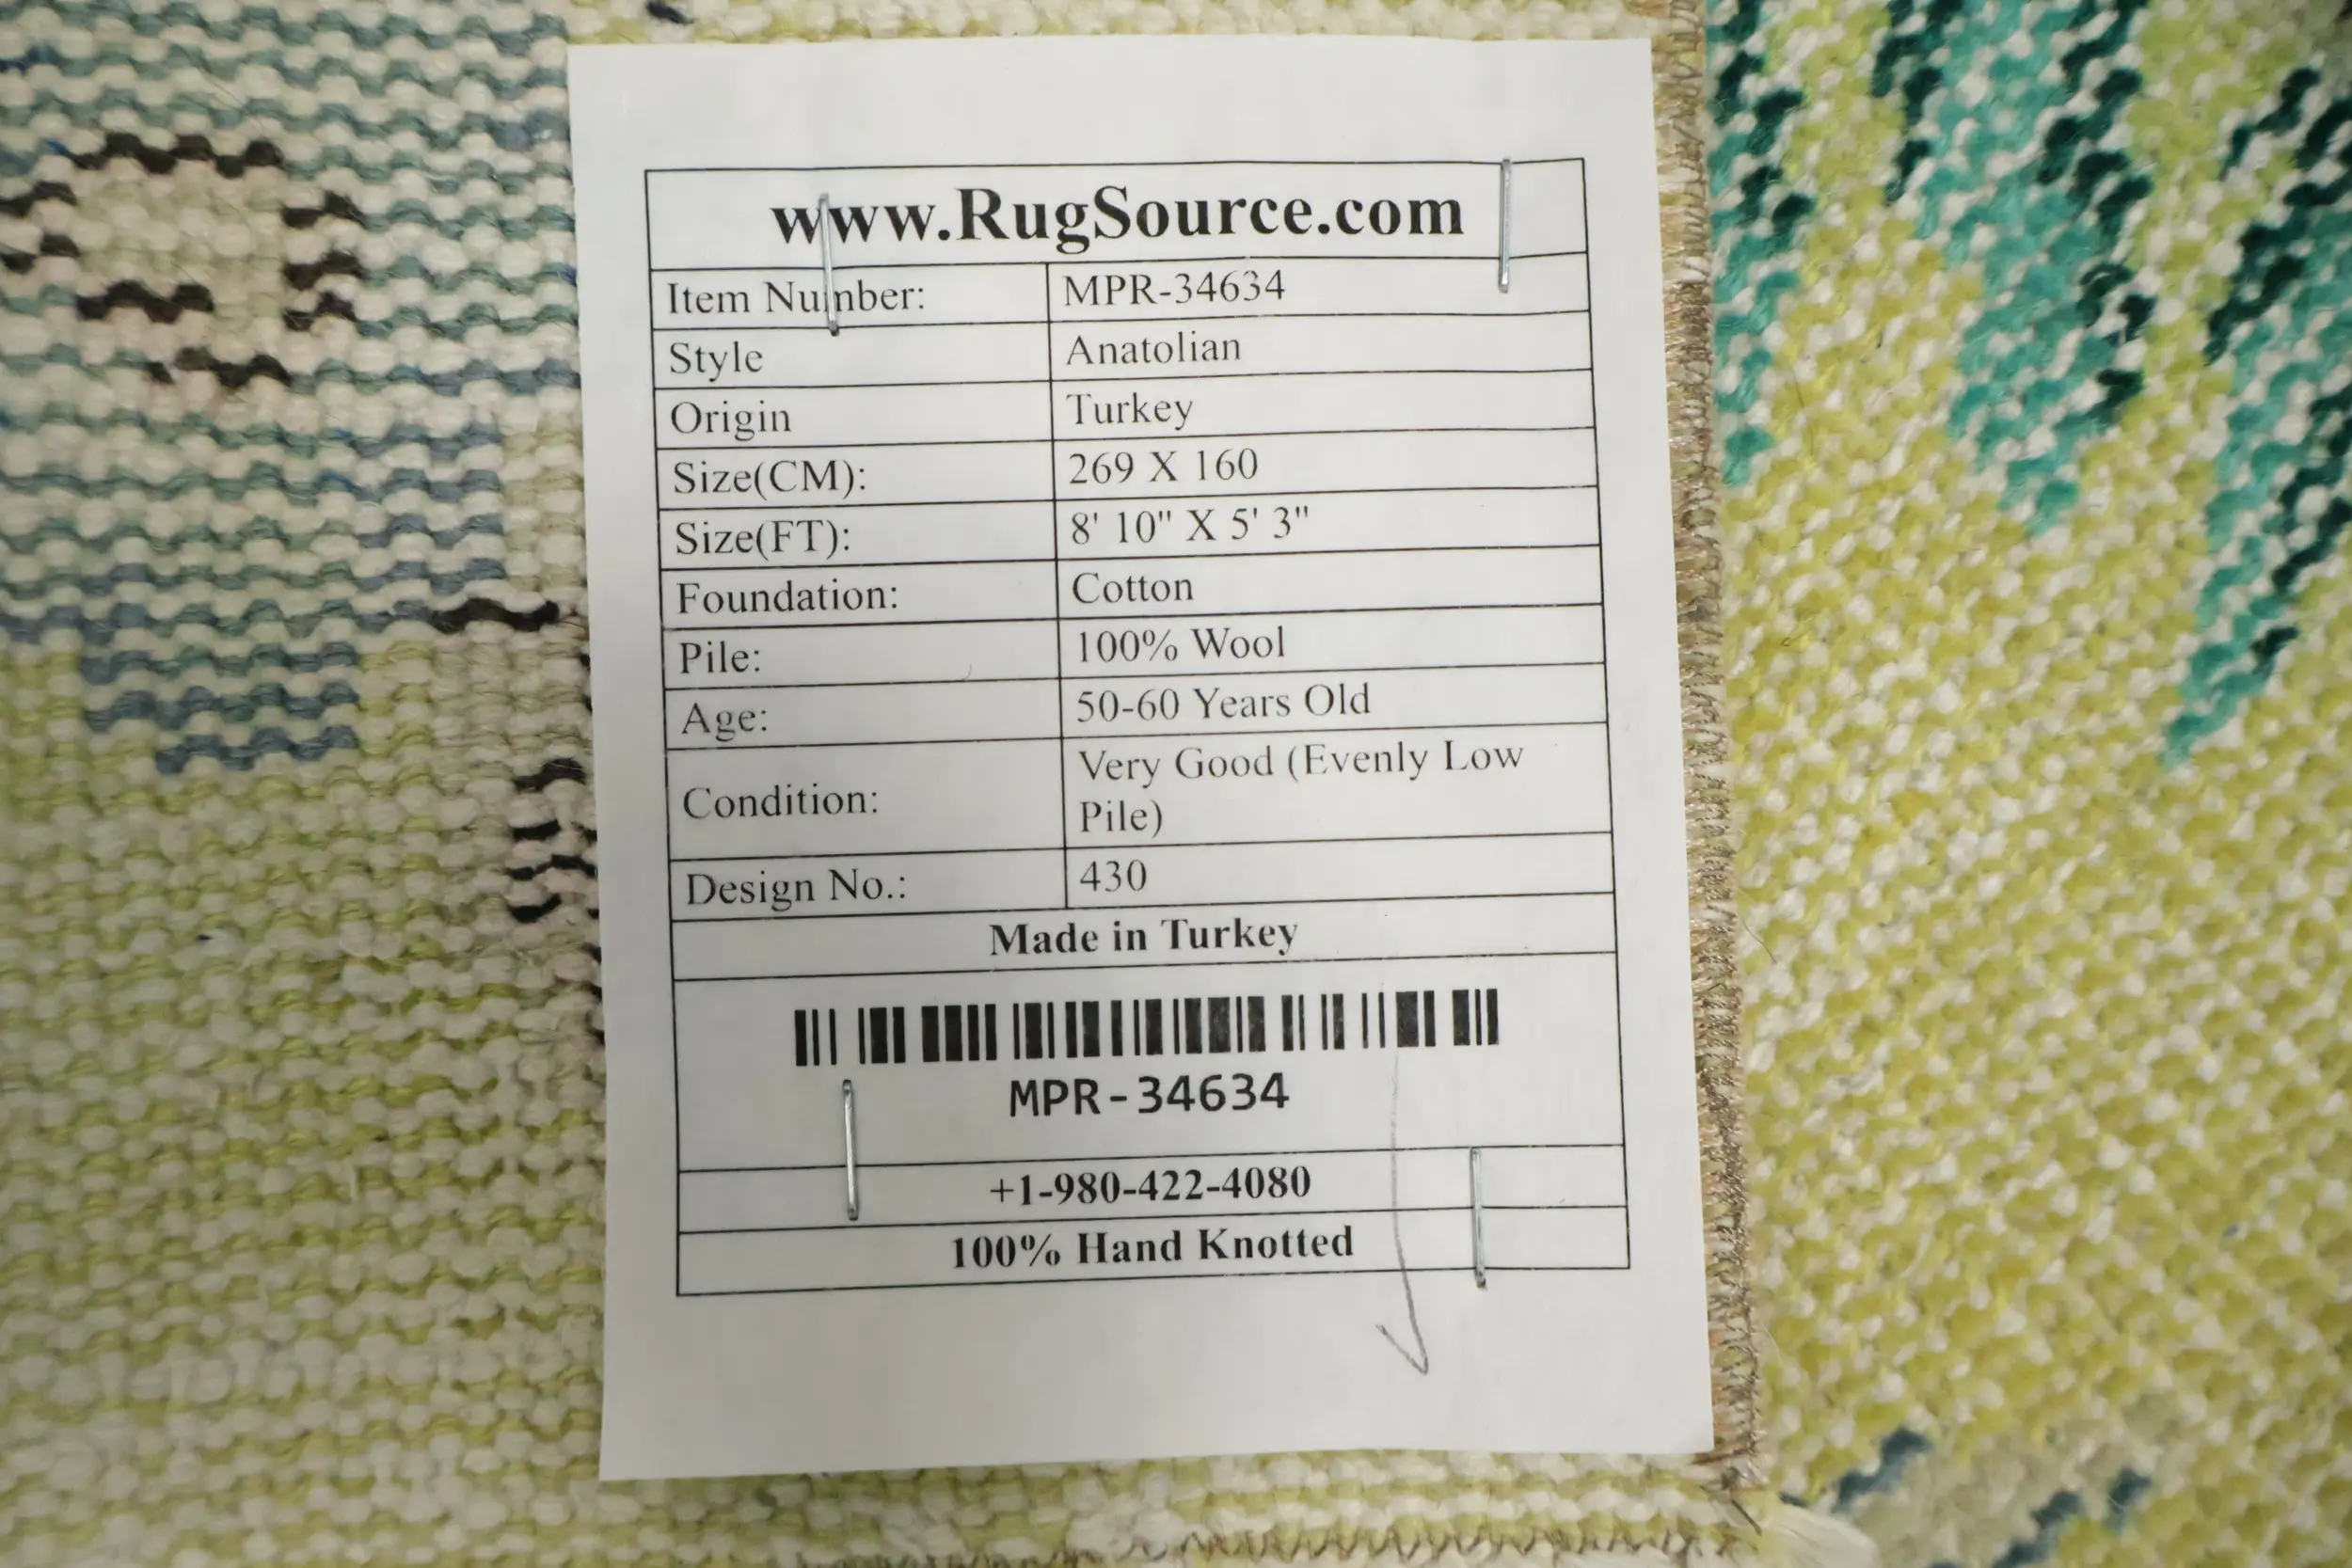 www.RugSource.com
Item Number: MPR-34634
Style Anatolian
Origin Turkey
Size(CM): 269 X 160
Size(FT): 8' 10" X 5' 3"
Foundation: Cotton
Pile: 100% Wool
Age: 50-60 Years Old
Condition: Very Good (Evenly Low
Pile)
Design No.: 430
Made in Turkey
MPR-34634
+1-980-422-4080
100% Hand Knotted